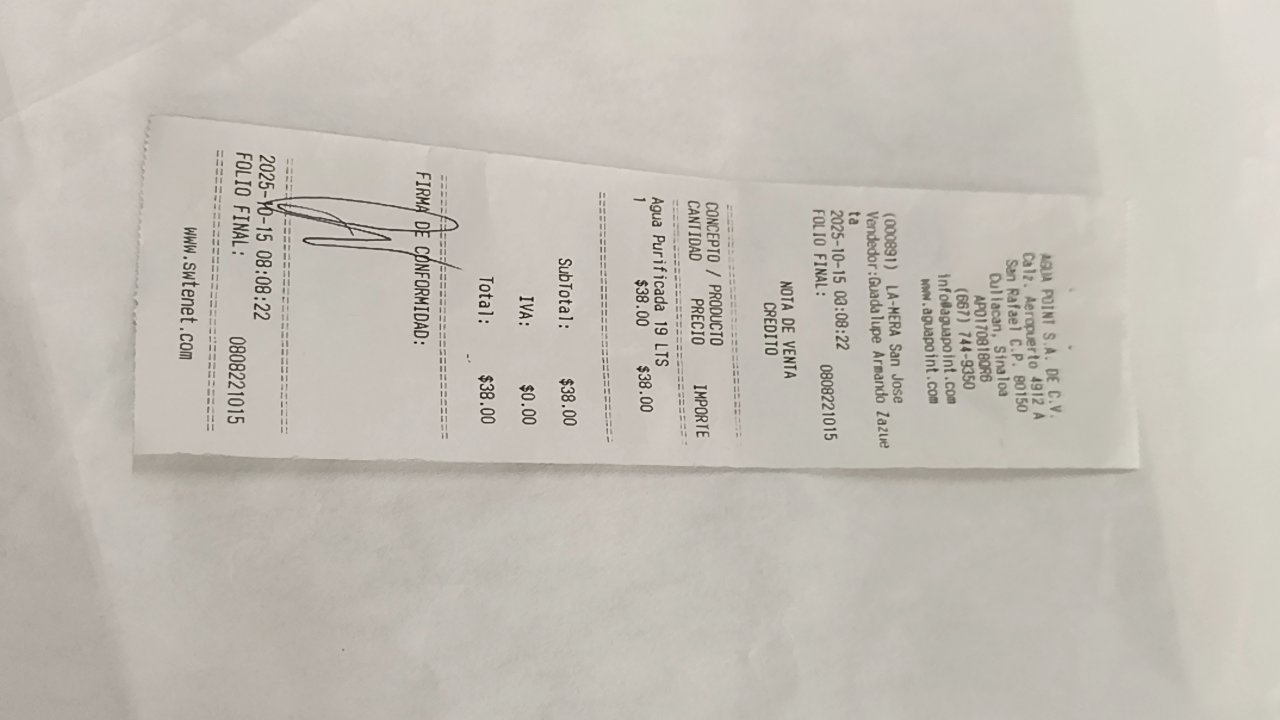 AGUA POINT S.A. DE C.V.
Calz. Aeropuerto 4912 A
San Rafael C.P. 80150
Culiacan, Sinaloa
APO170818QR6
(667) 744-9350
info@aguapoint.com
www.aguapoint.com
(000891) LA-MERA San Jose
Vendedor:Guadalupe Armando Zazue
ta
2025-10-15 08:08:22
FOLIO FINAL: 0808221015
NOTA DE VENTA
CREDITO
CONCEPTO / PRODUCTO
CANTIDAD PRECIO IMPORTE
Agua Purificada 19 LTS
1 $38.00 $38.00
SubTotal: $38.00
IVA: $0.00
Total: $38.00
FIRMA DE CONFORMIDAD:
2025-10-15 08:08:22
FOLIO FINAL: 0808221015
www.swtenet.com